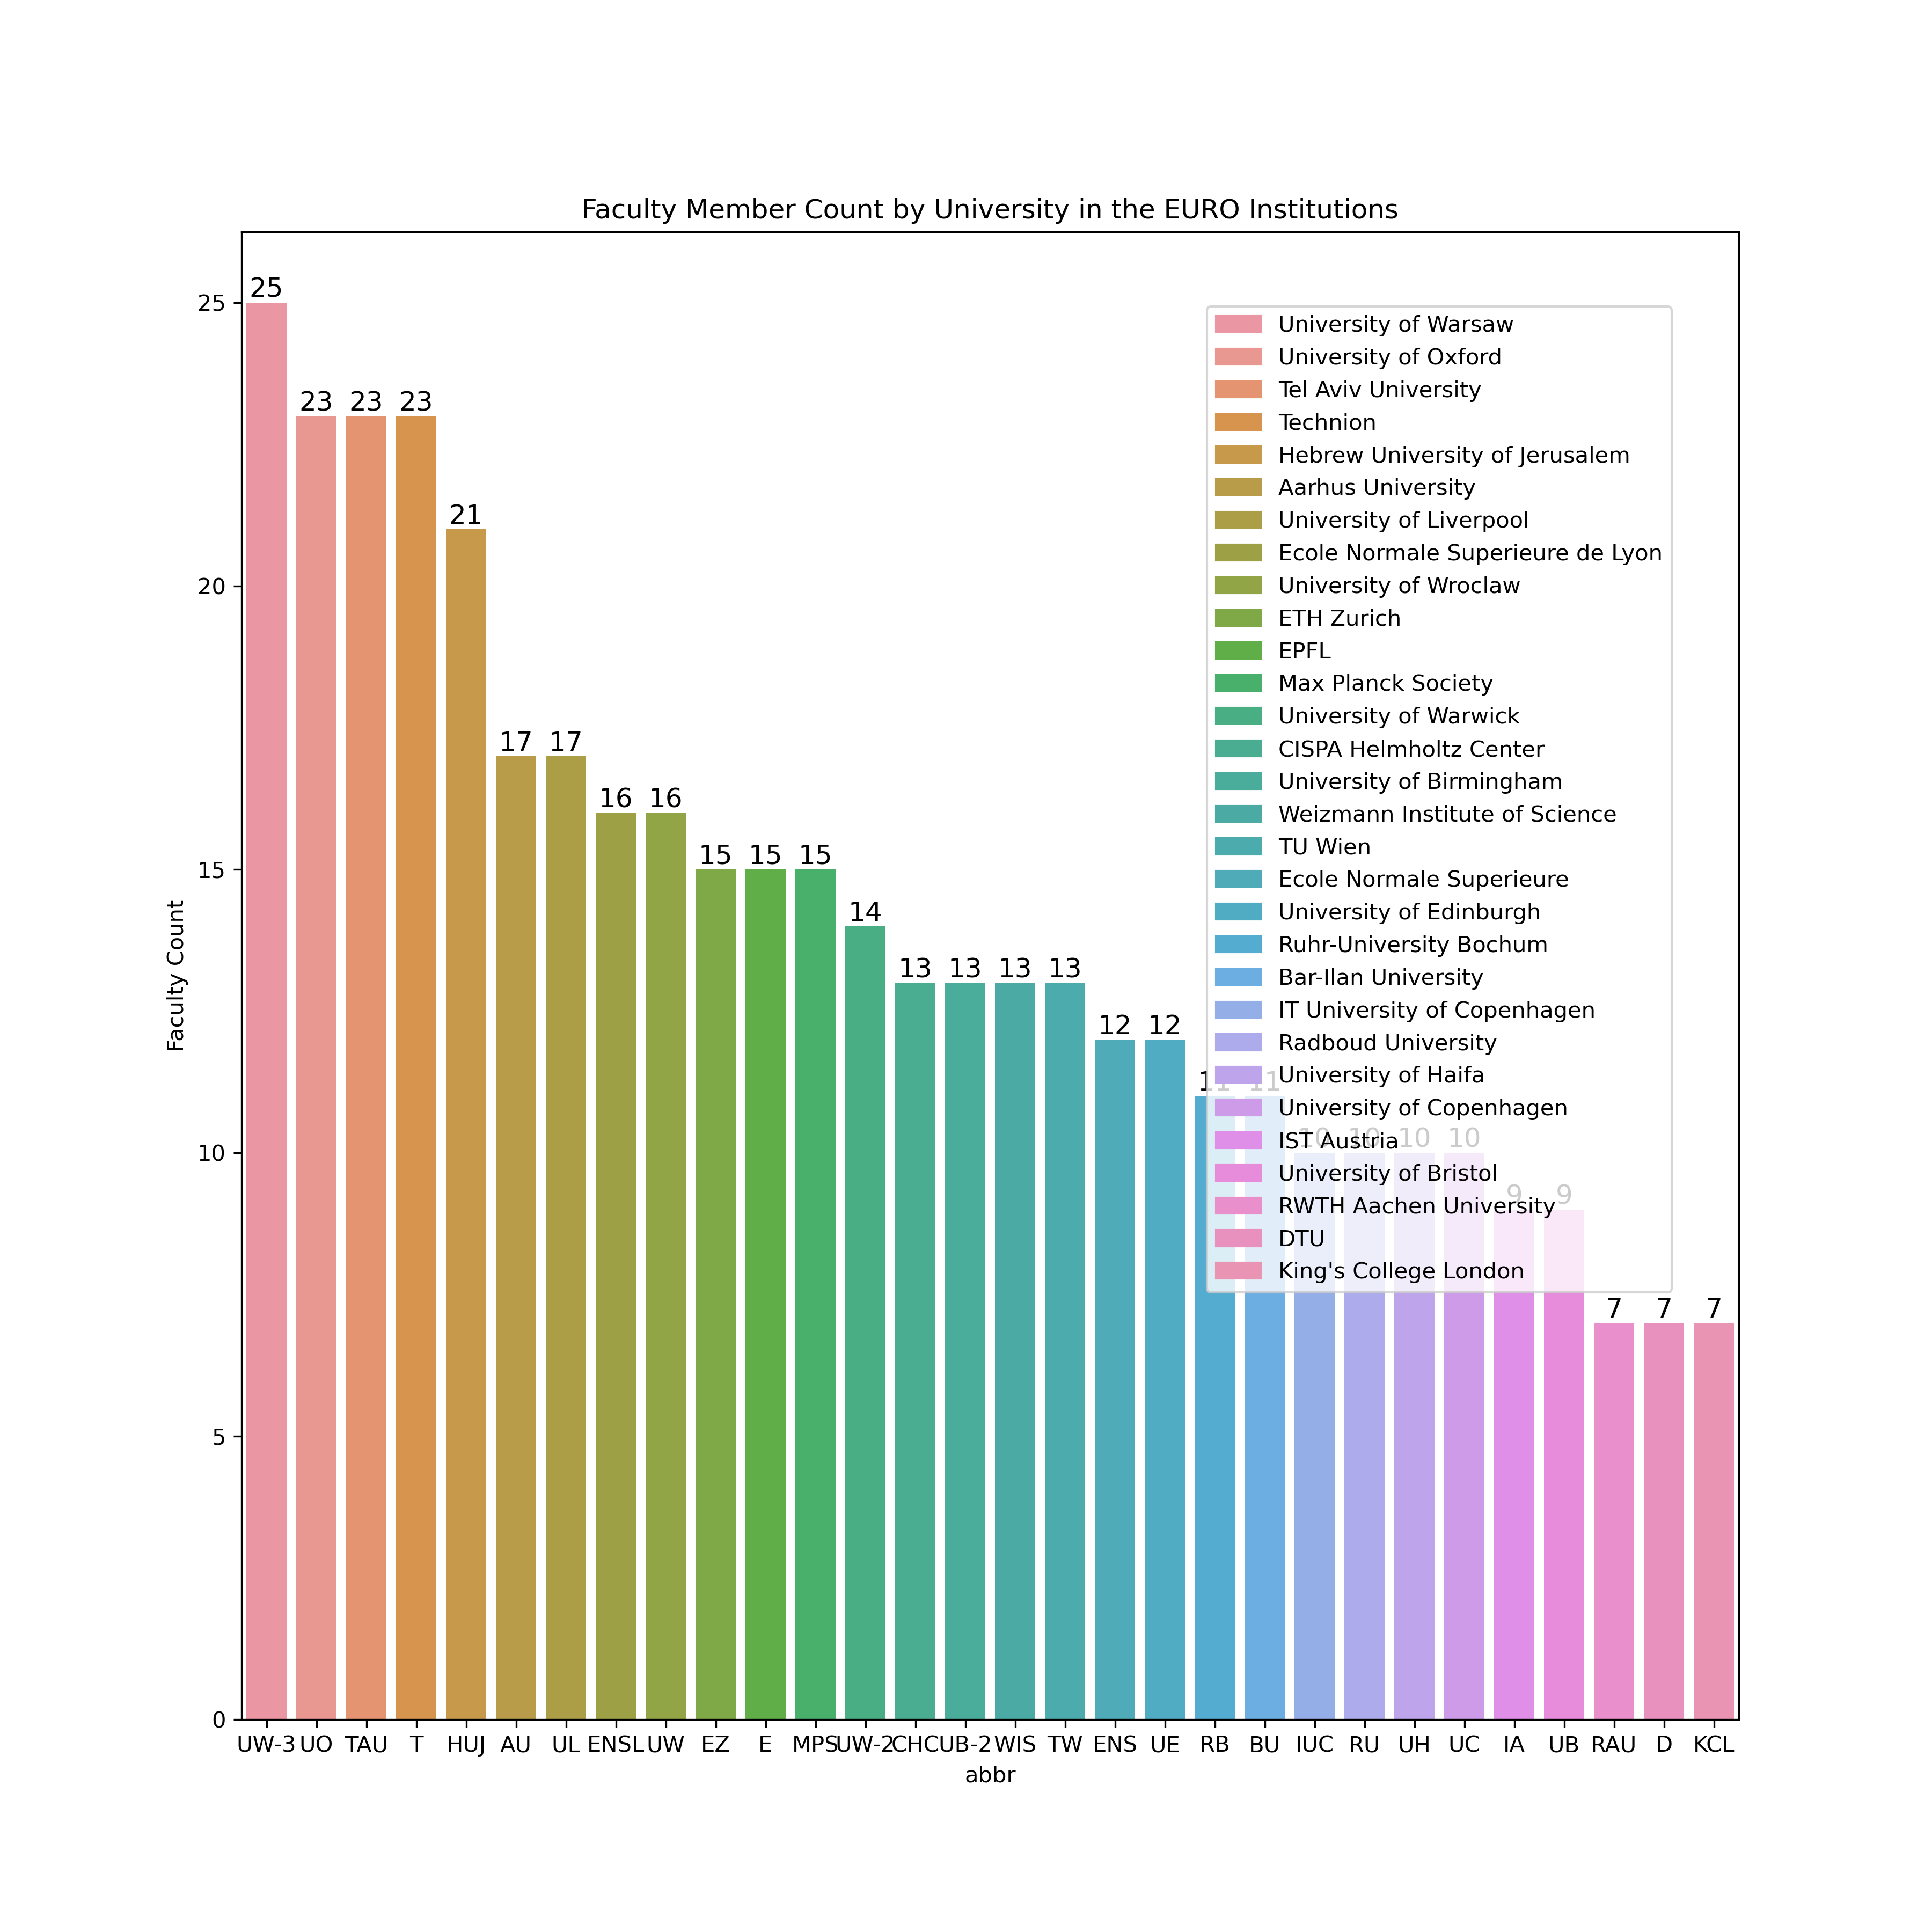 Faculty Member Count by University in the EURO Institutions
25
23 23 23
21
17 17
16 16
15 15 15
14
13 13 13 13
12 12
11 11
10 10 10 10
9 9
7 7 7
University of Warsaw
University of Oxford
Tel Aviv University
Technion
Hebrew University of Jerusalem
Aarhus University
University of Liverpool
Ecole Normale Superieure de Lyon
University of Wroclaw
ETH Zurich
EPFL
Max Planck Society
University of Warwick
CISPA Helmholtz Center
University of Birmingham
Weizmann Institute of Science
TU Wien
Ecole Normale Superieure
University of Edinburgh
Ruhr-University Bochum
Bar-Ilan University
IT University of Copenhagen
Radboud University
University of Haifa
University of Copenhagen
IST Austria
University of Bristol
RWTH Aachen University
DTU
King's College London
25
20
15
10
5
0
Faculty Count
UW-3 UO TAU T HUJ AU UL ENSL UW EZ E MPS UW-2 CHC UB-2 WIS TW ENS UE RB BU IUC RU UH UC IA UB RAU D KCL
abbr